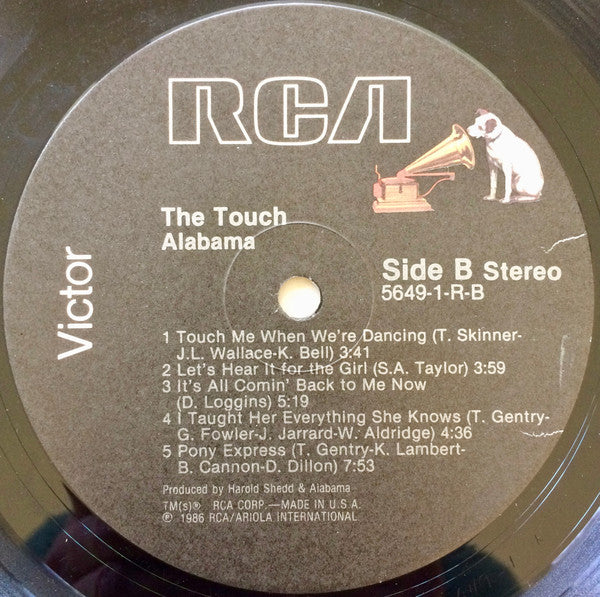 RCA
Victor
The Touch
Alabama
Side B Stereo
5649-1-R-B
1 Touch Me When We're Dancing (T. Skinner-
J.L. Wallace-K. Bell) 3:41
2 Let's Hear It for the Girl (S.A. Taylor) 3:59
3 It's All Comin' Back to Me Now
(D. Loggins) 5:19
4 I Taught Her Everything She Knows (T. Gentry-
G. Fowler-J. Jarrard-W. Aldridge) 4:36
5 Pony Express (T. Gentry-K. Lambert-
B. Cannon-D. Dillon) 7:53
Produced by Harold Shedd & Alabama
TM(s)® RCA CORP.—MADE IN U.S.A.
℗ 1986 RCA/ARIOLA INTERNATIONAL